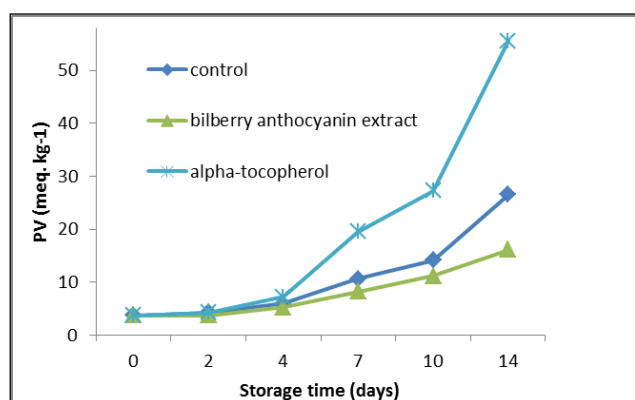 50
40
30
20
10
0
PV (meq. kg-1)
control
bilberry anthocyanin extract
alpha-tocopherol
0 2 4 7 10 14
Storage time (days)